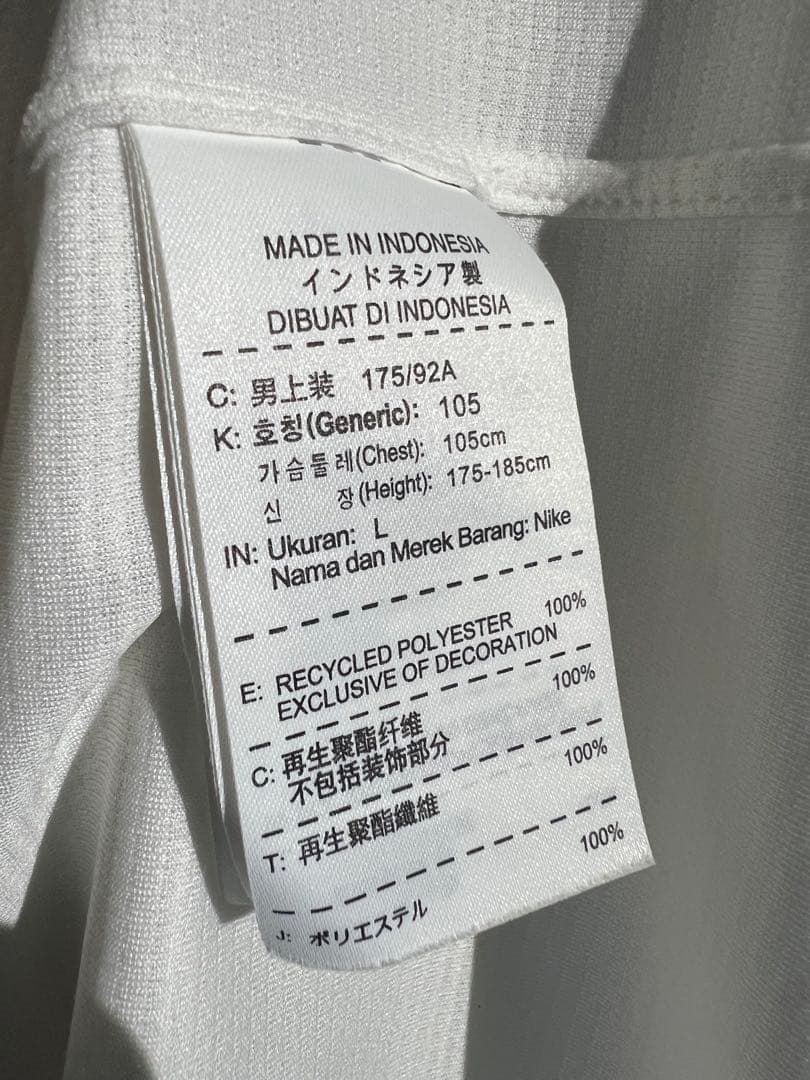 MADE IN INDONESIA
インドネシア製
DIBUAT DI INDONESIA
C: 男上装 175/92A
K: 호칭(Generic): 105
가슴둘레(Chest): 105cm
신 장(Height): 175-185cm
IN: Ukuran: L
Nama dan Merek Barang: Nike
E: RECYCLED POLYESTER 100%
EXCLUSIVE OF DECORATION
C: 再生聚酯纤维 100%
不包括装饰部分
T: 再生聚酯纖維 100%
J: ポリエステル 100%